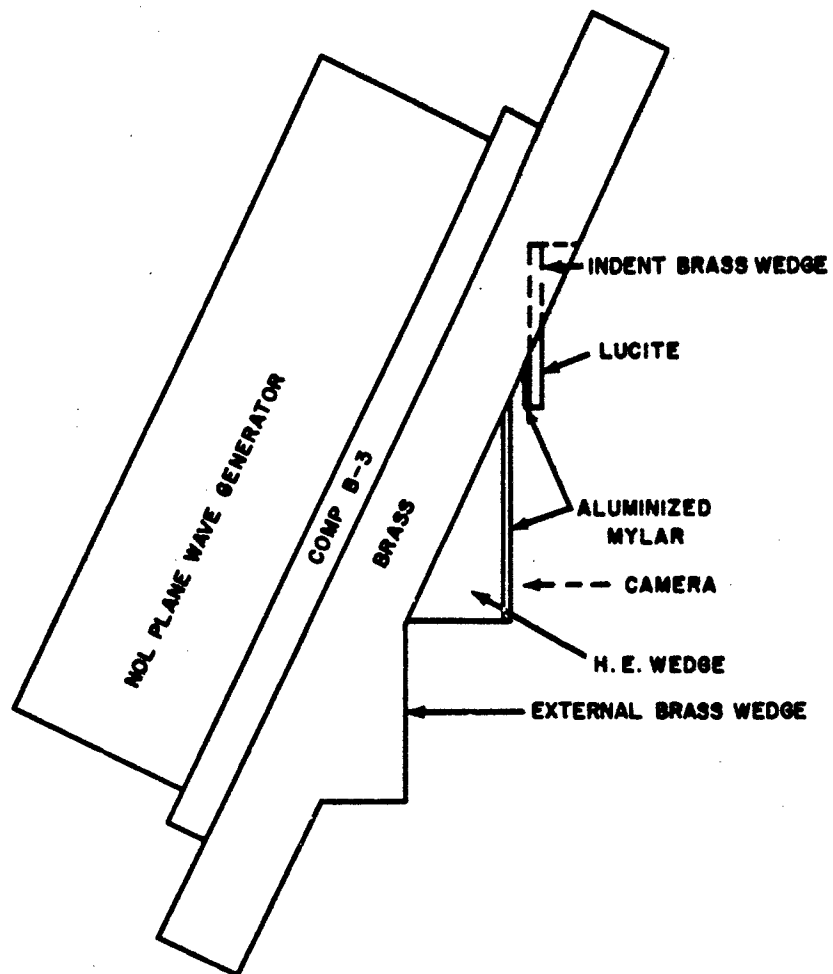 INDENT BRASS WEDGE
LUCITE
NOL PLANE WAVE GENERATOR
COMP B-3
BRASS
ALUMINIZED
MYLAR
CAMERA
H.E. WEDGE
EXTERNAL BRASS WEDGE